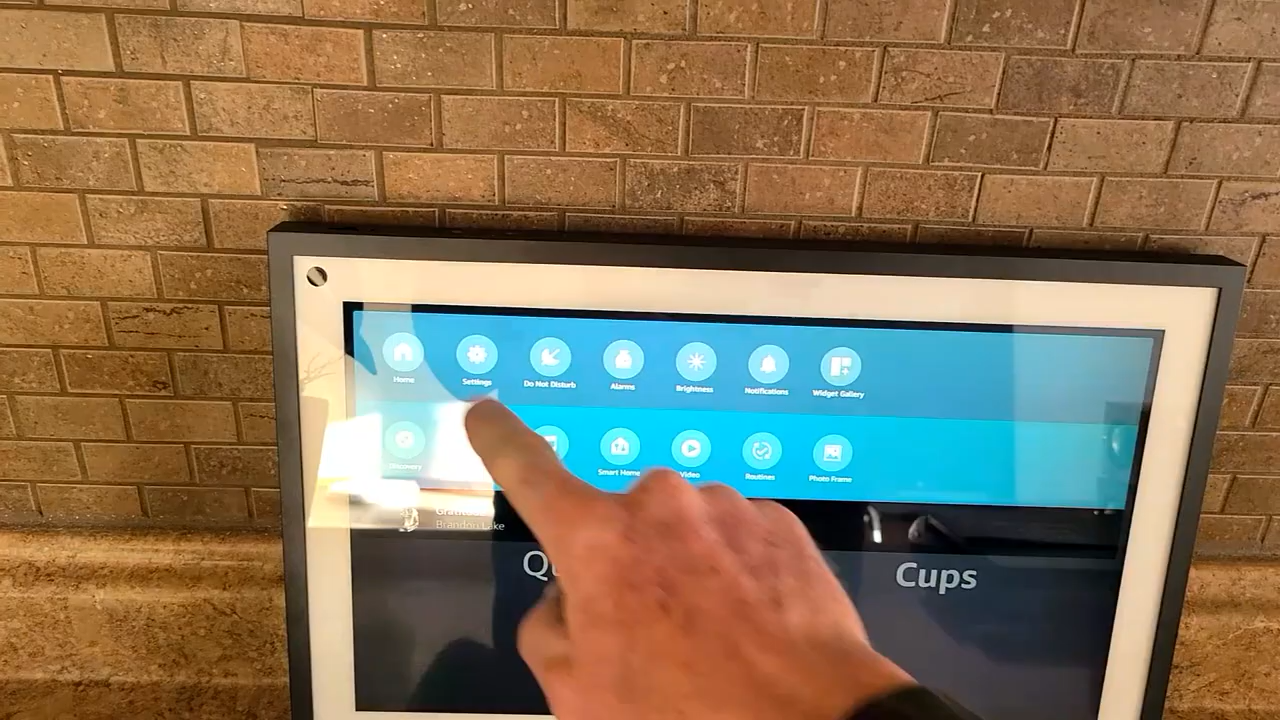 Home Settings Do Not Disturb Alarms Brightness Notifications Widget Gallery
Discovery Smart Home Video Routines Photo Frame
Brandon Lake
Cups